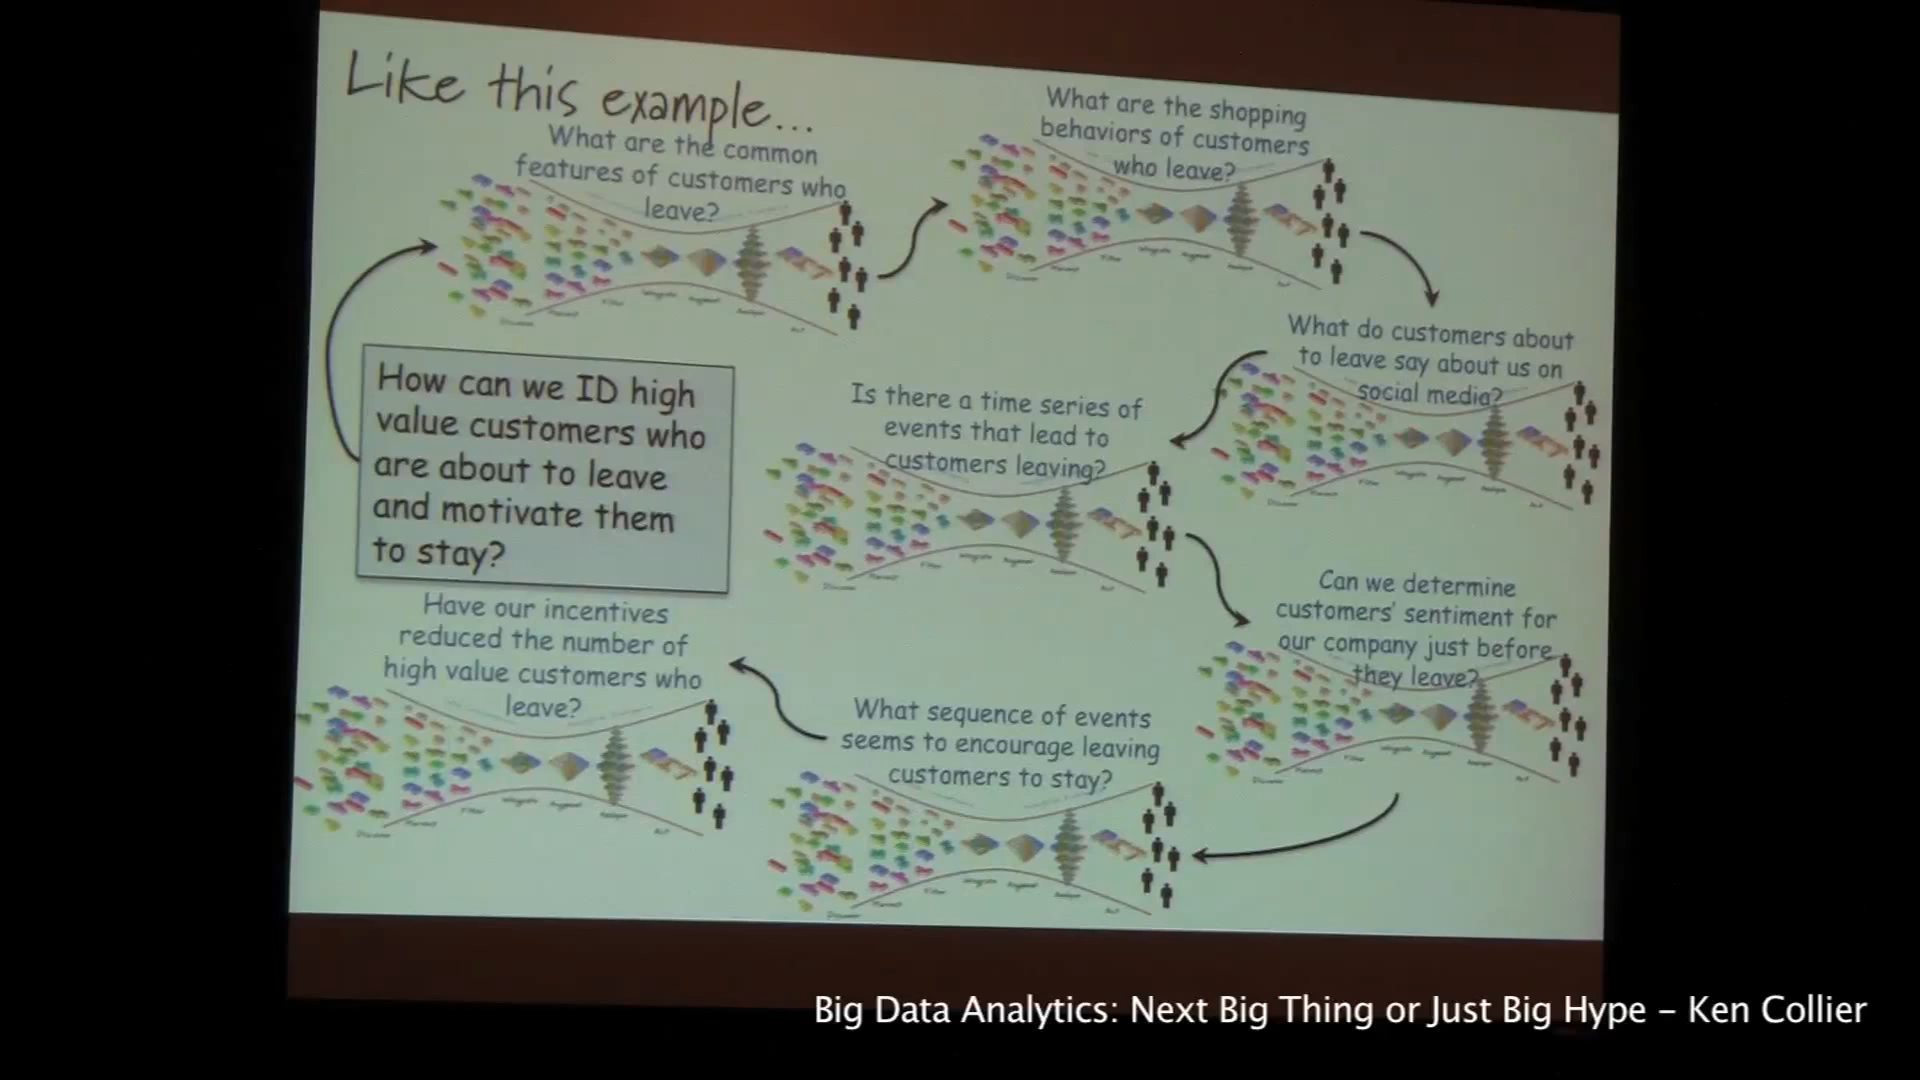 Like this example...
What are the common
features of customers who
leave?
What are the shopping
behaviors of customers
who leave?
What do customers about
to leave say about us on
social media?
Is there a time series of
events that lead to
customers leaving?
Can we determine
customers' sentiment for
our company just before
they leave?
What sequence of events
seems to encourage leaving
customers to stay?
Have our incentives
reduced the number of
high value customers who
leave?
How can we ID high
value customers who
are about to leave
and motivate them
to stay?
Big Data Analytics: Next Big Thing or Just Big Hype – Ken Collier